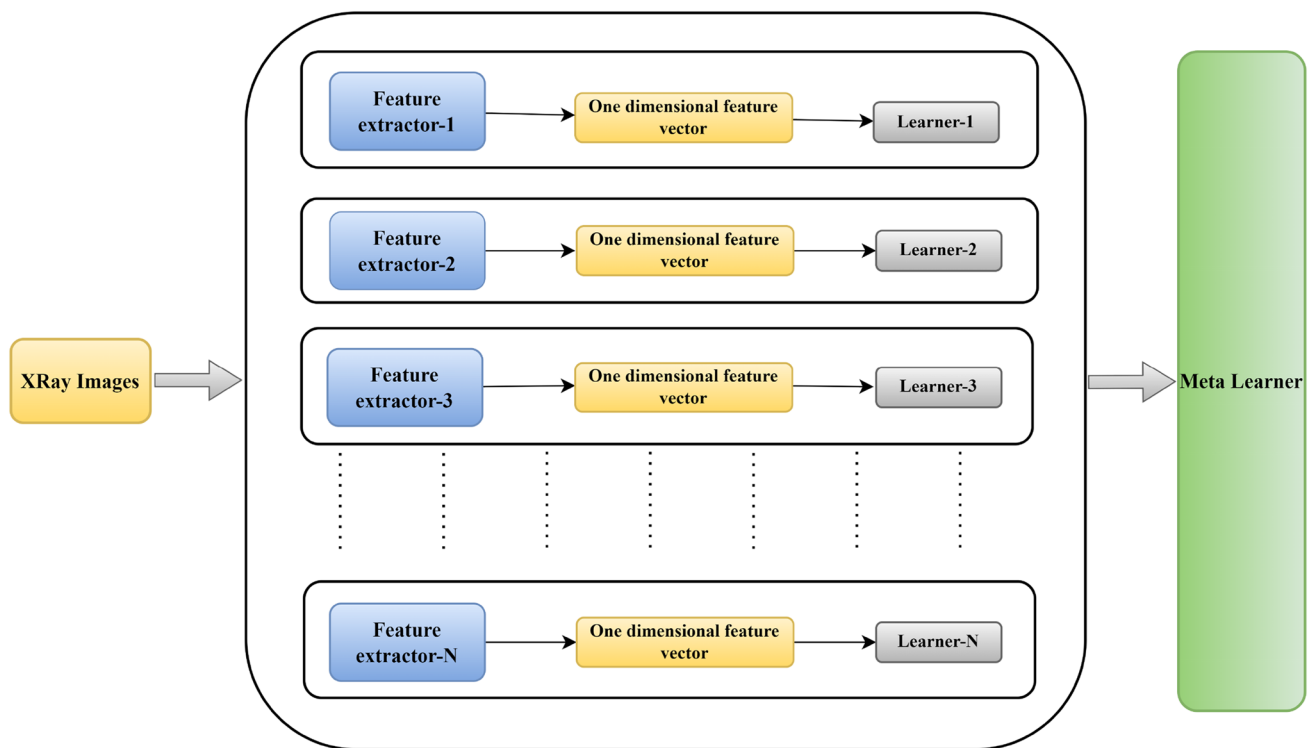 Feature
extractor-1
One dimensional feature
vector
Learner-1
Feature
extractor-2
One dimensional feature
vector
Learner-2
XRay Images
Feature
extractor-3
One dimensional feature
vector
Learner-3
Meta Learner
Feature
extractor-N
One dimensional feature
vector
Learner-N